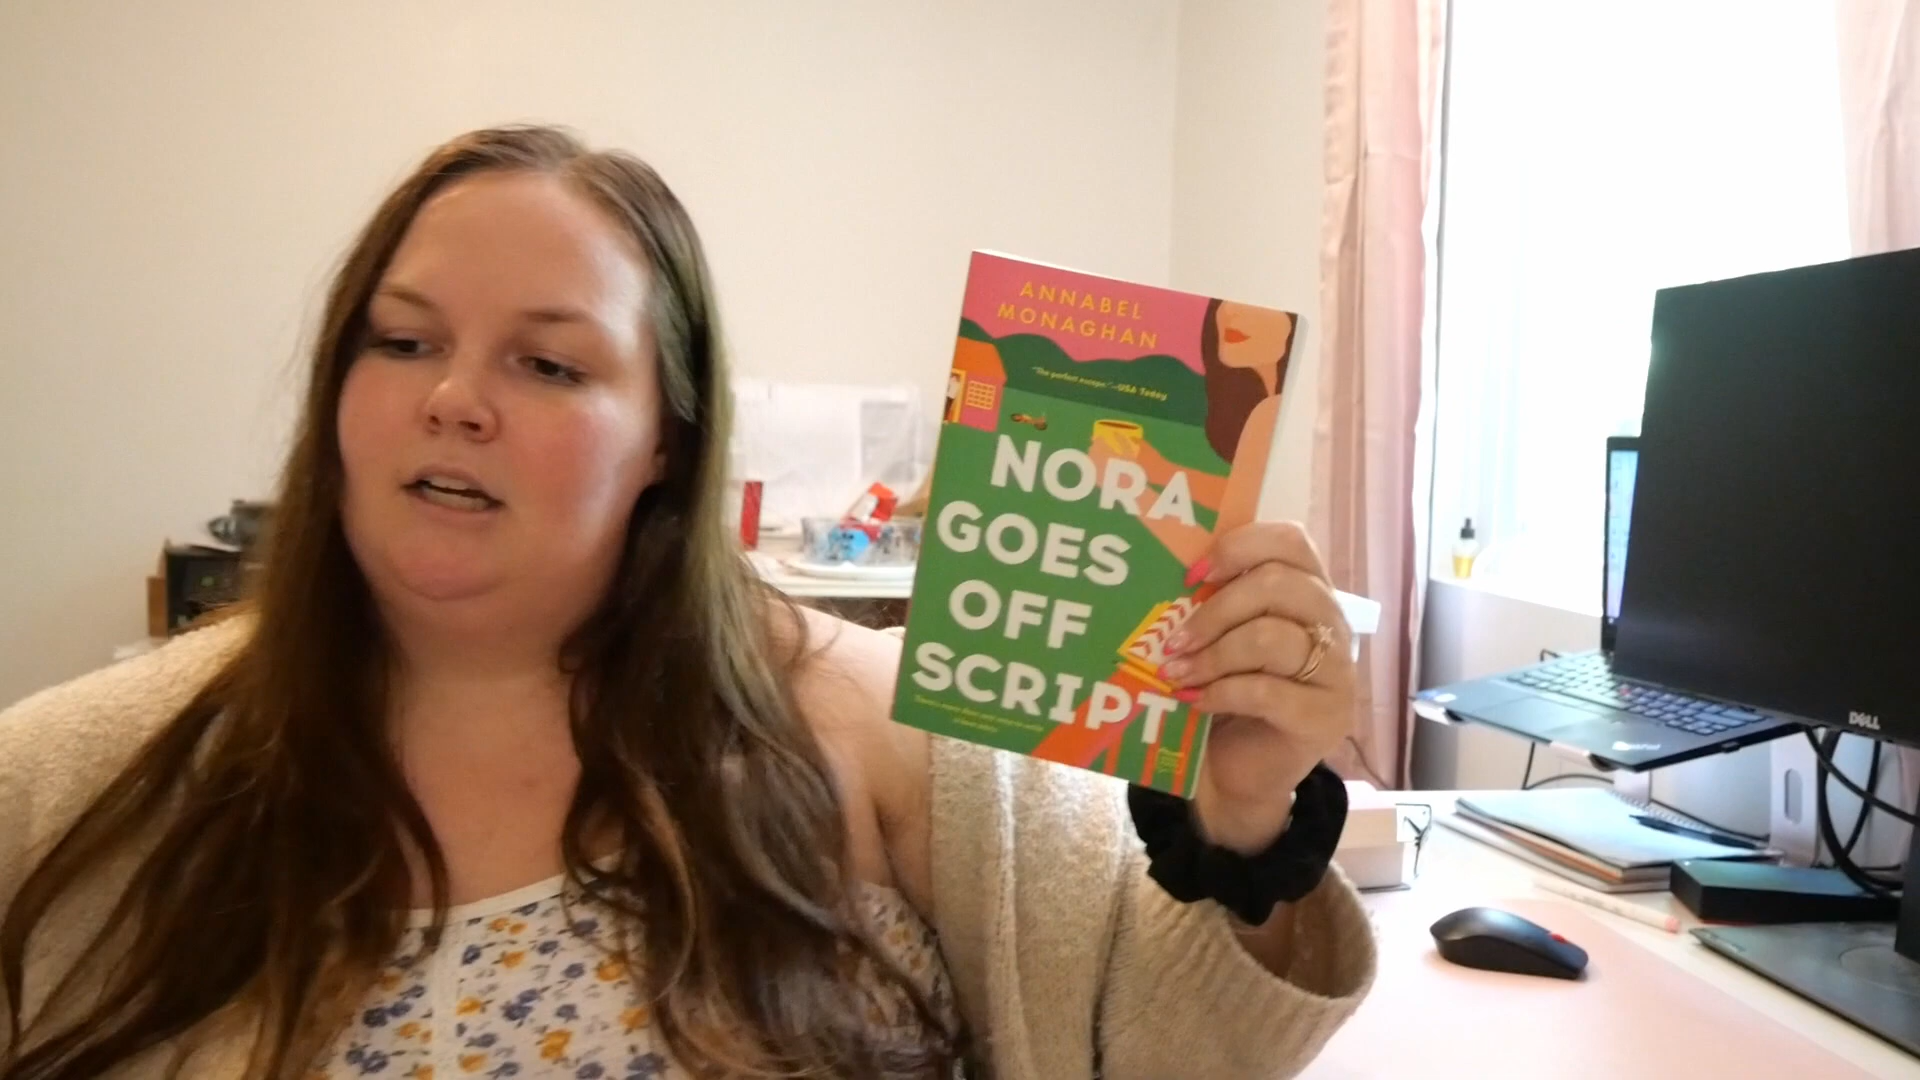 ANNABEL
MONAGHAN
"The perfect escape."—USA Today
NORA
GOES
OFF
SCRIPT
DELL